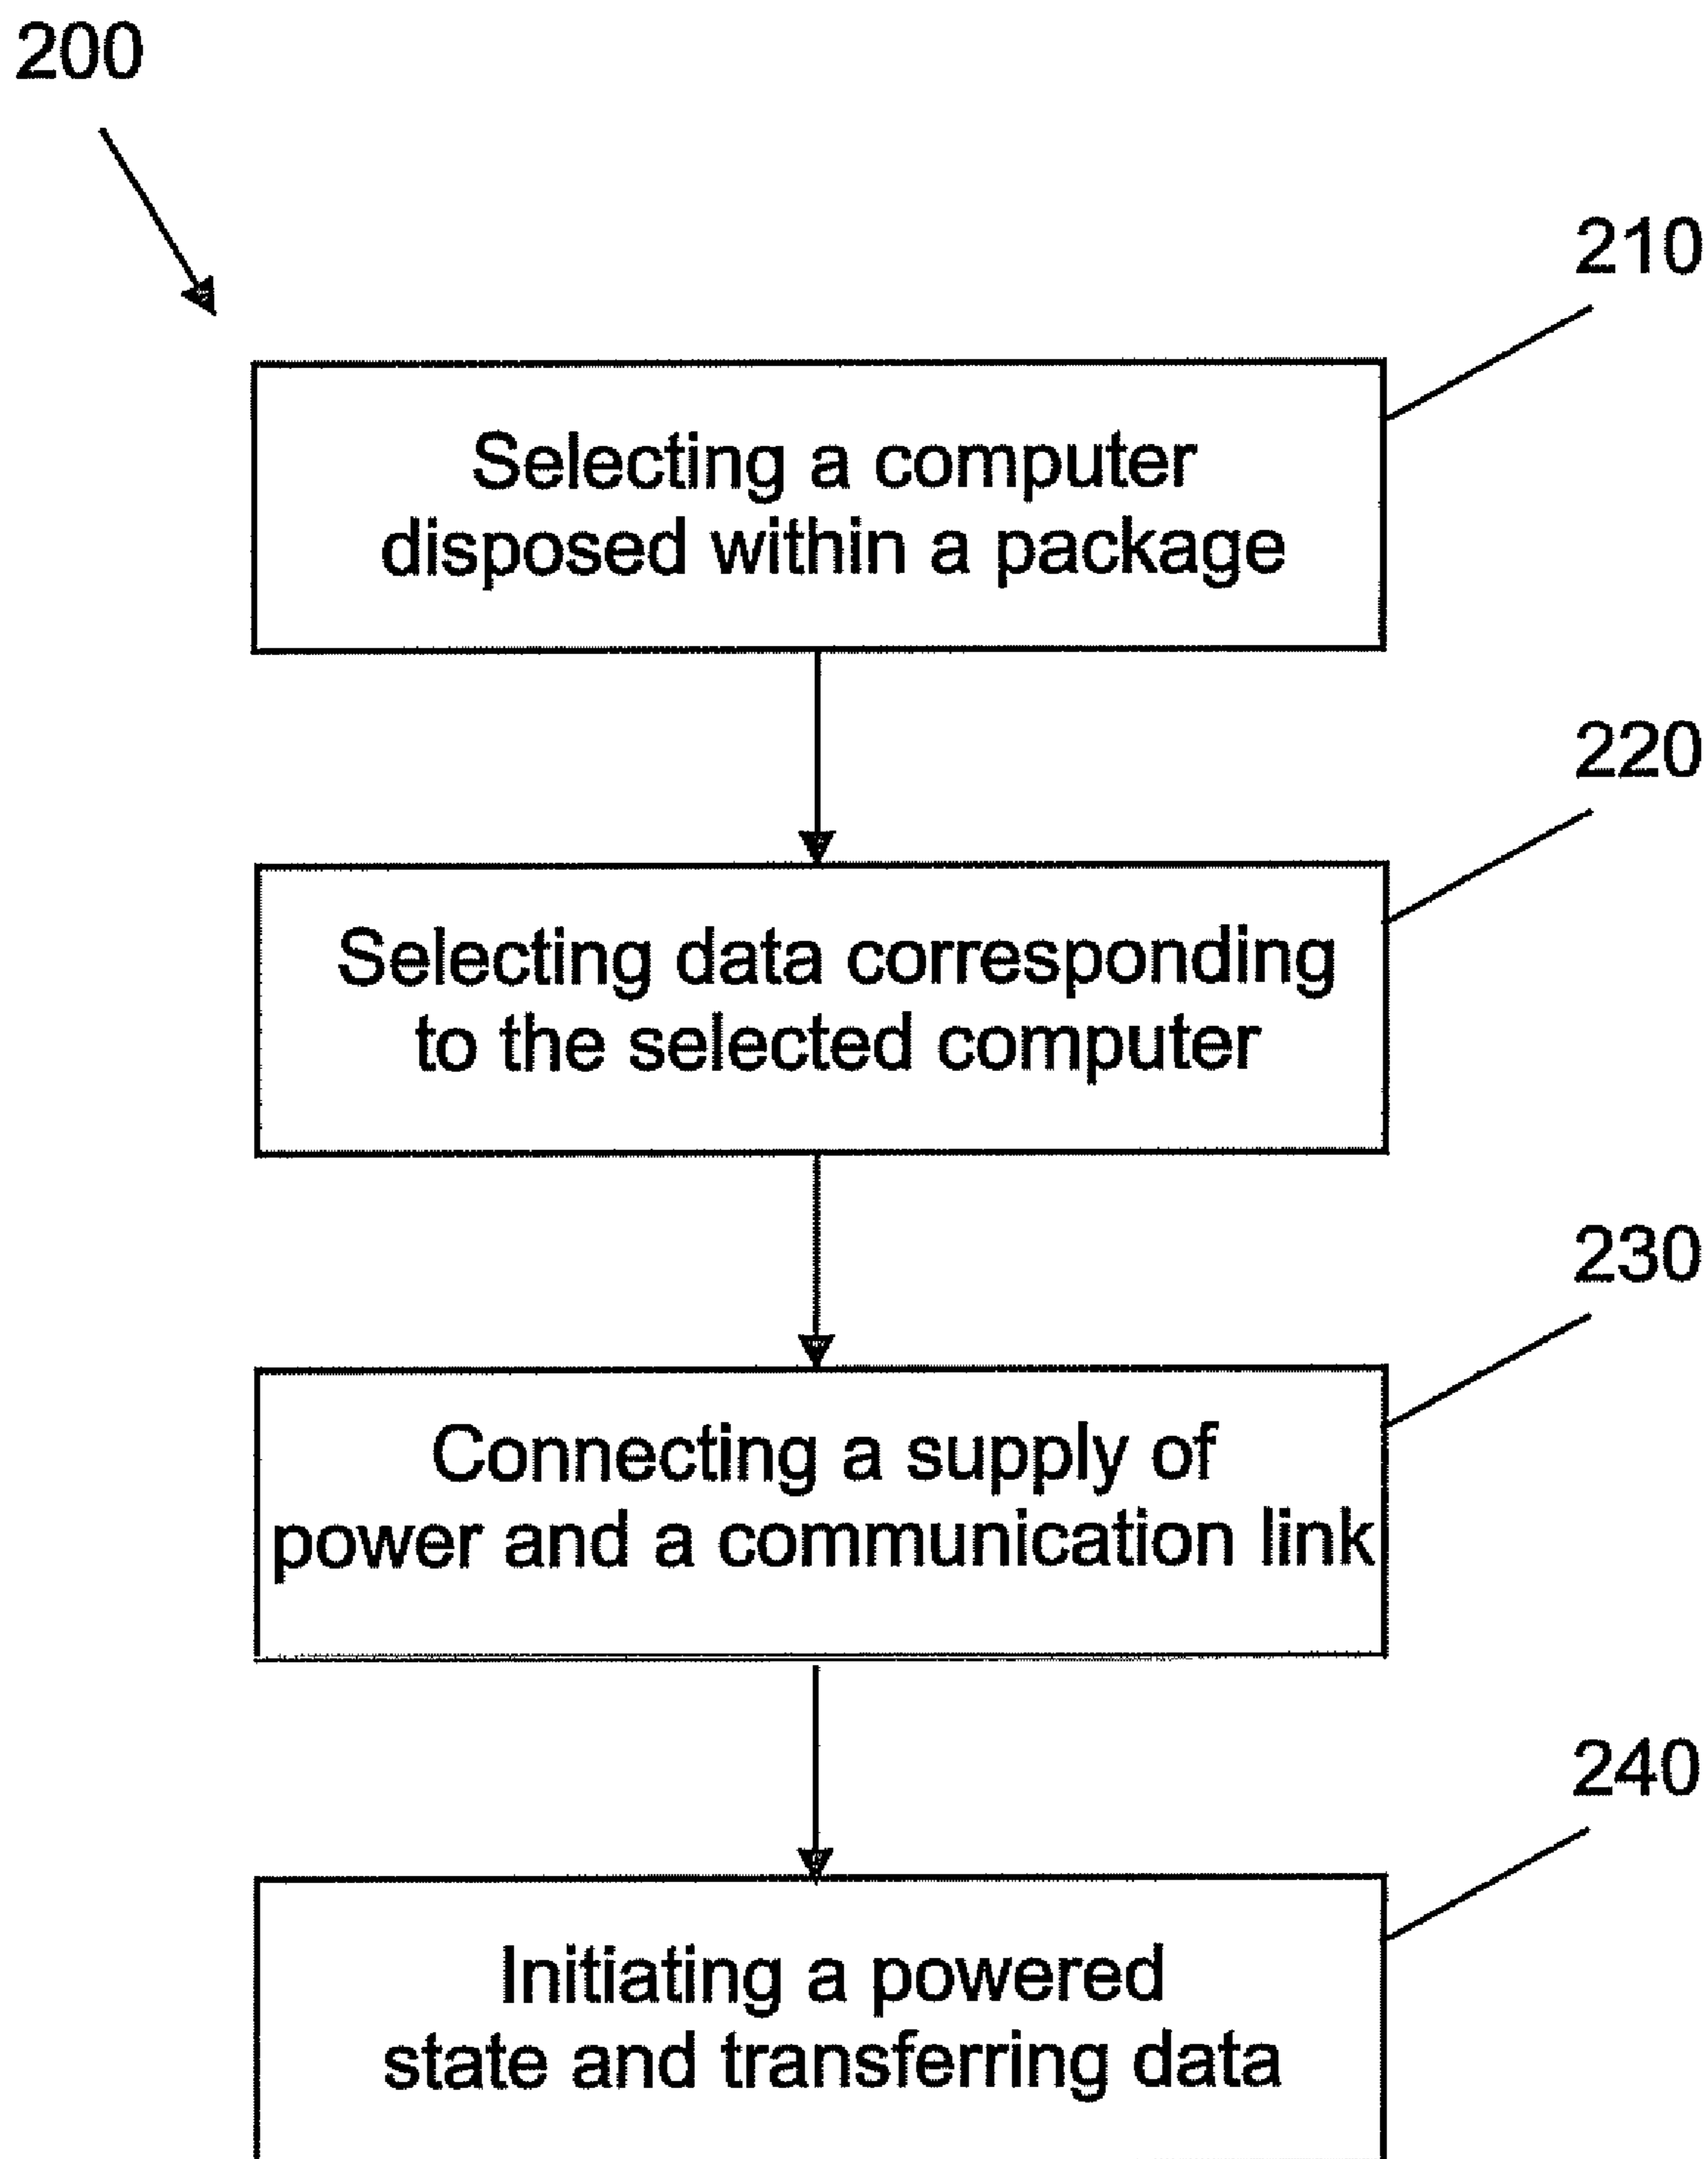 200
210
Selecting a computer
disposed within a package
220
Selecting data corresponding
to the selected computer
230
Connecting a supply of
power and a communication link
240
Initiating a powered
state and transferring data